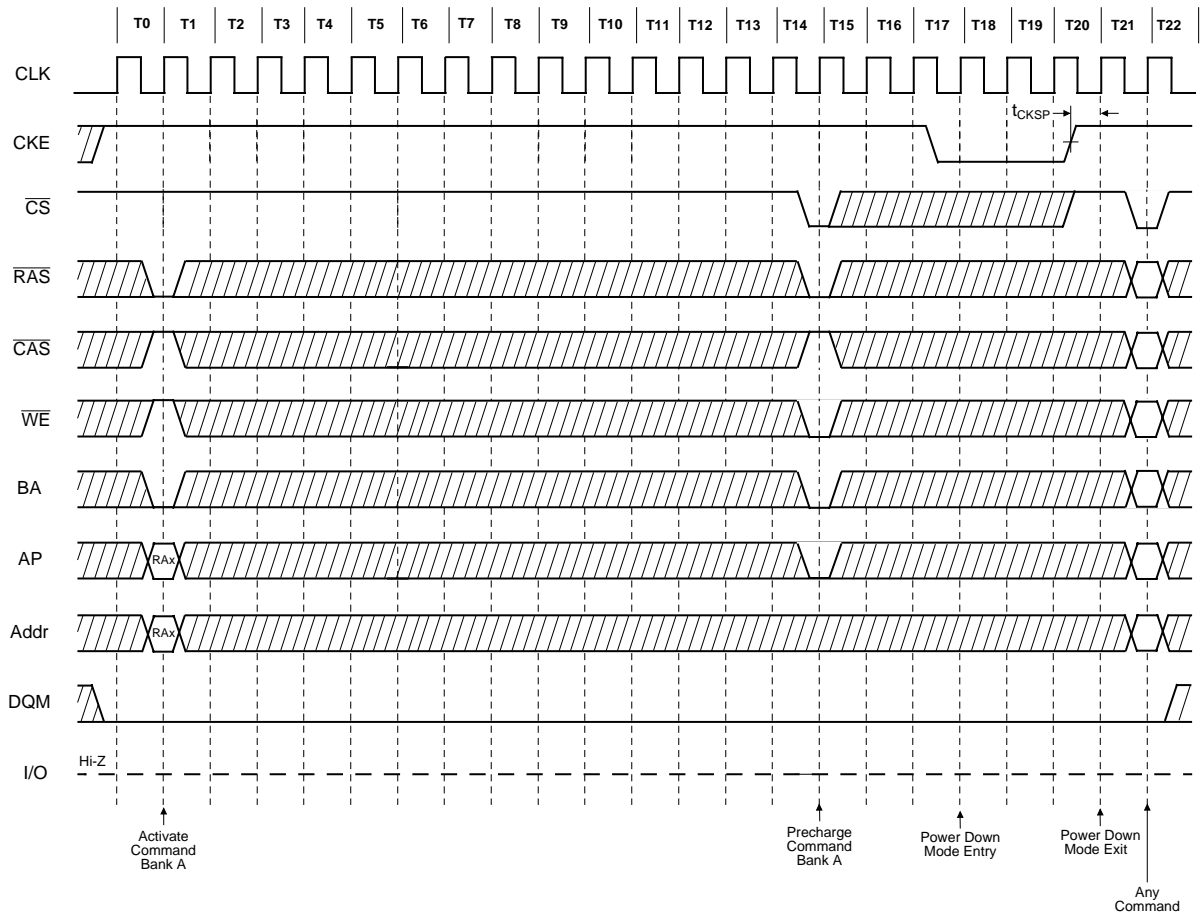 T0 T1 T2 T3 T4 T5 T6 T7 T8 T9 T10 T11 T12 T13 T14 T15 T16 T17 T18 T19 T20 T21 T22
CLK
tCKSP
CKE
CS
RAS
CAS
WE
BA
AP
RAx
Addr
RAx
DQM
Hi-Z
I/O
Activate
Command
Bank A
Precharge
Command
Bank A
Power Down
Mode Entry
Power Down
Mode Exit
Any
Command